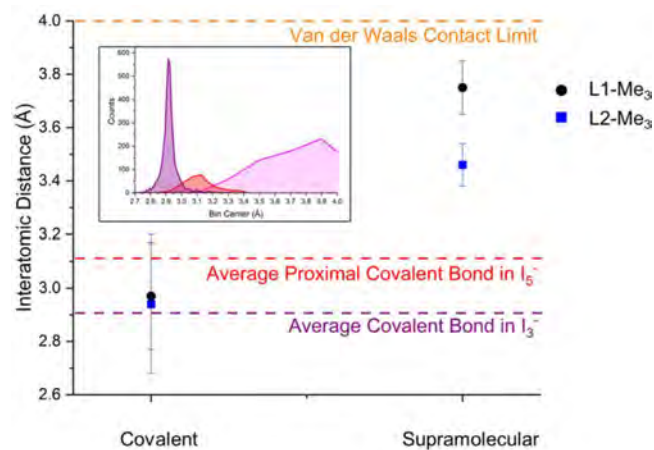 4.0
Van der Waals Contact Limit
3.8
3.6
3.4
3.2
3.0
2.8
2.6
Interatomic Distance (Å)
600
500
400
300
200
100
0
Counts
2.7 2.8 2.9 3.0 3.1 3.2 3.3 3.4 3.5 3.6 3.7 3.8 3.9 4.0
Bin Center (Å)
L1-Me₃
L2-Me₃
Average Proximal Covalent Bond in I₅⁻
Average Covalent Bond in I₃⁻
Covalent Supramolecular